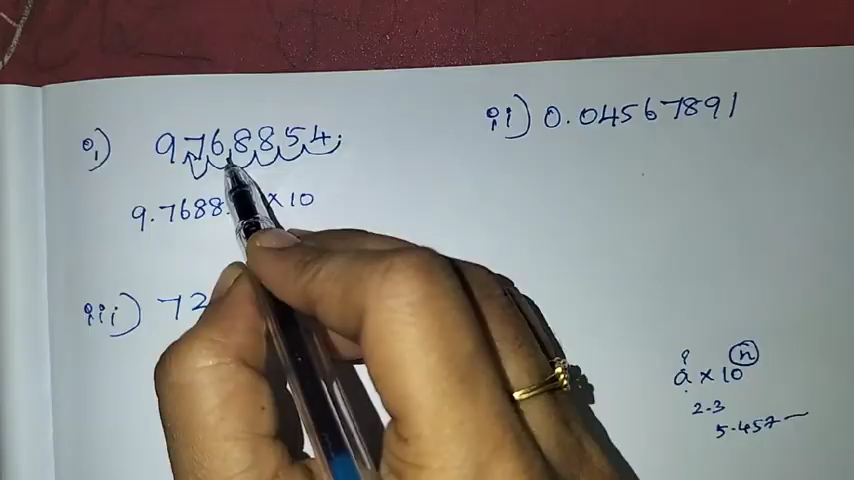 i) 9768854.
ii) 0.04567891
9.7688 × 10
iii) 72
a × 10 n
2.3
5.457